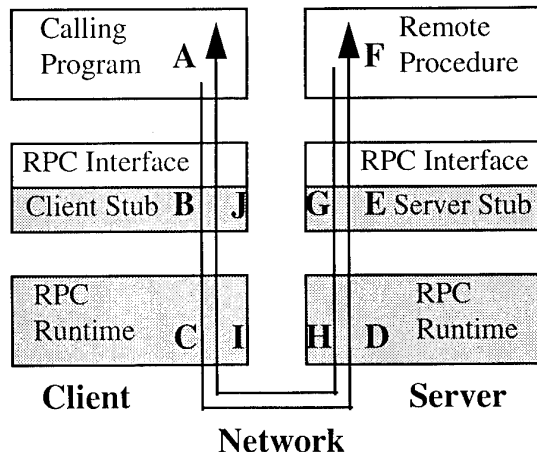 Calling
Program A
Remote
F Procedure
RPC Interface
Client Stub B J
RPC Interface
G E Server Stub
RPC
Runtime
C I
RPC
H D Runtime
Client
Server
Network